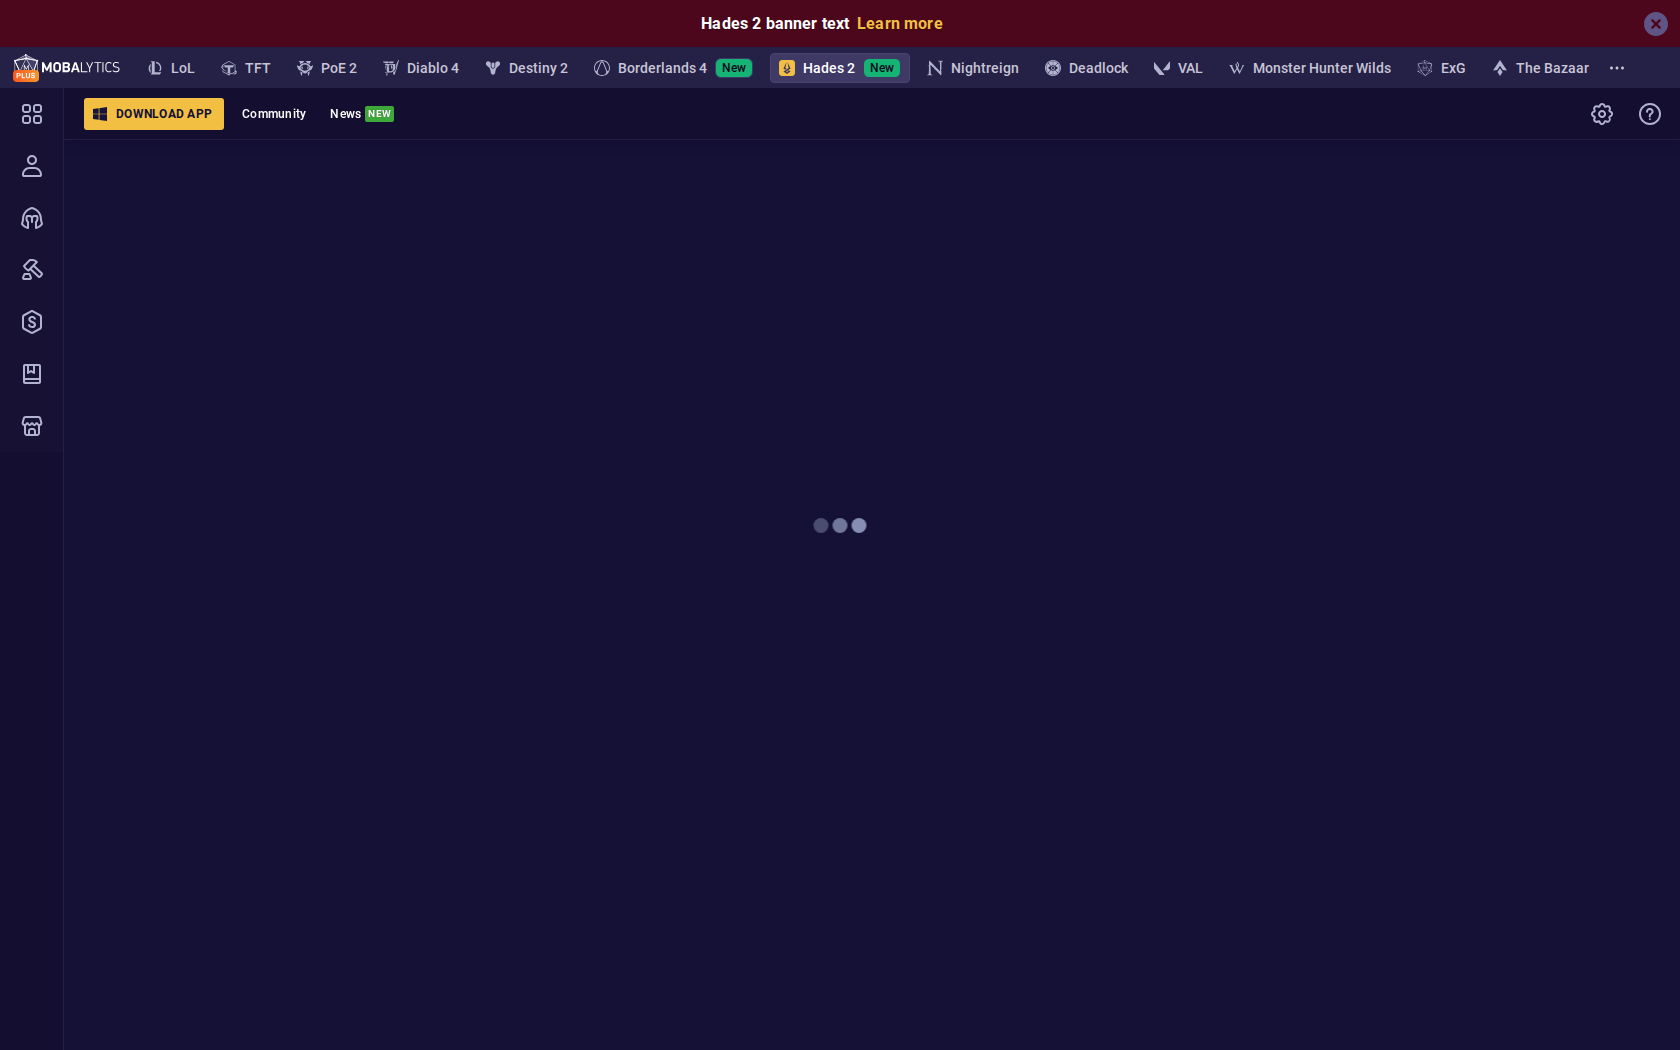 Hades 2 banner text Learn more
PLUS MOBALYTICS LoL TFT PoE 2 Diablo 4 Destiny 2 Borderlands 4 New Hades 2 New Nightreign Deadlock VAL Monster Hunter Wilds ExG The Bazaar
DOWNLOAD APP Community News NEW